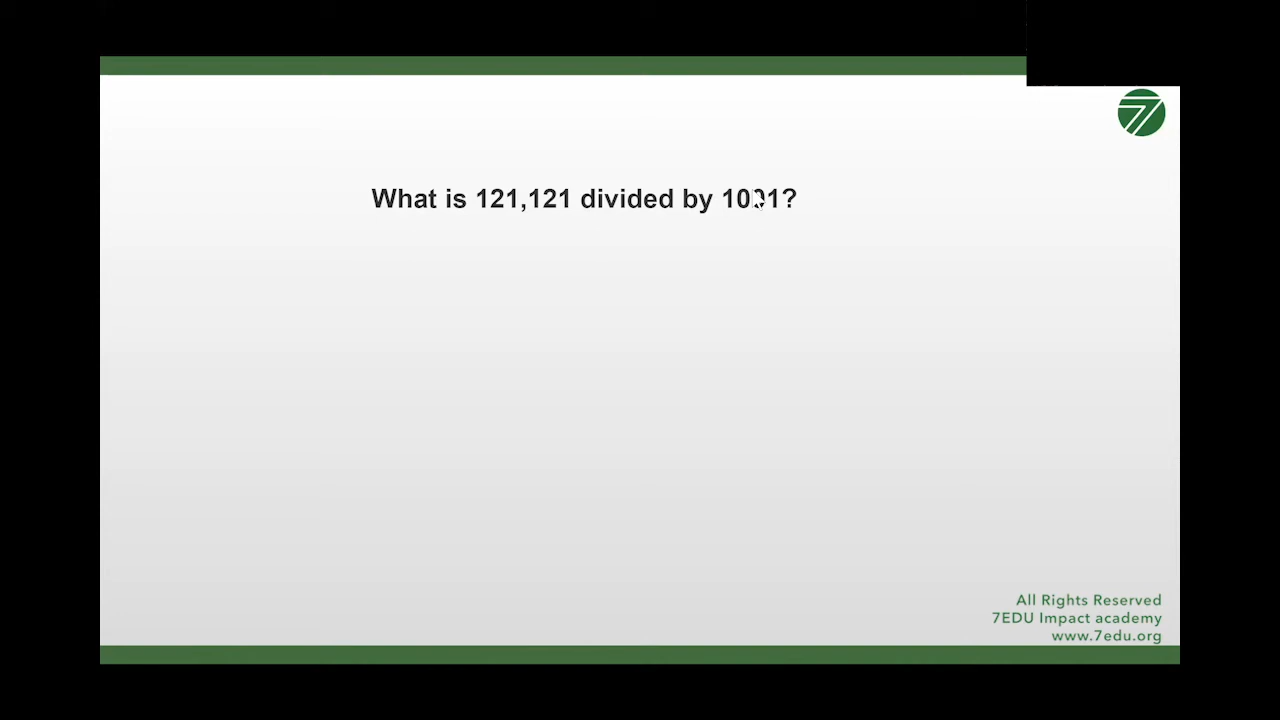 What is 121,121 divided by 1001?
All Rights Reserved
7EDU Impact academy
www.7edu.org